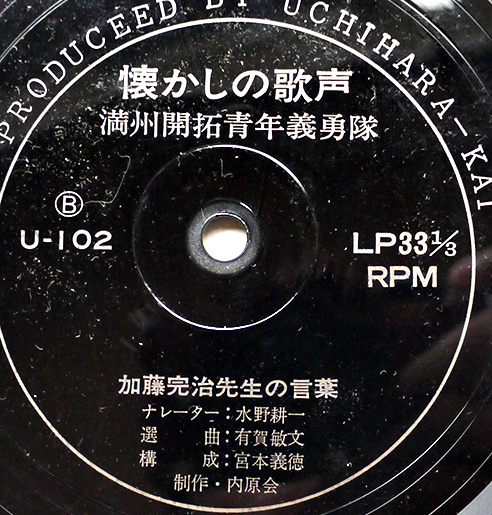 PRODUCEED BY UCHIHARA-KAI
懐かしの歌声
満州開拓青年義勇隊
Ⓑ
U-102
LP33⅓
RPM
加藤完治先生の言葉
ナレーター：水野耕一
選　　曲：有賀敏文
構　　成：宮本義徳
制作・内原会